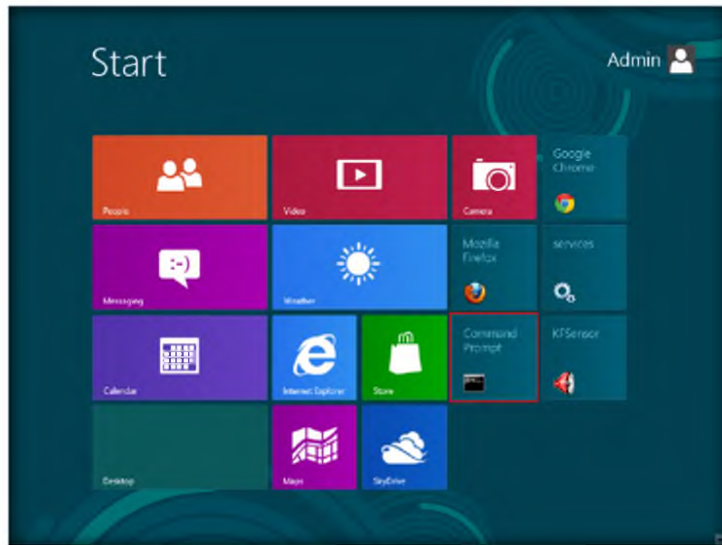 Start
Admin
People
Video
Camera
Google
Chrome
Messaging
:-)
Weather
Mozilla
Firefox
services
Calendar
Internet Explorer
Store
Command
Prompt
KFSensor
Desktop
Maps
SkyDrive